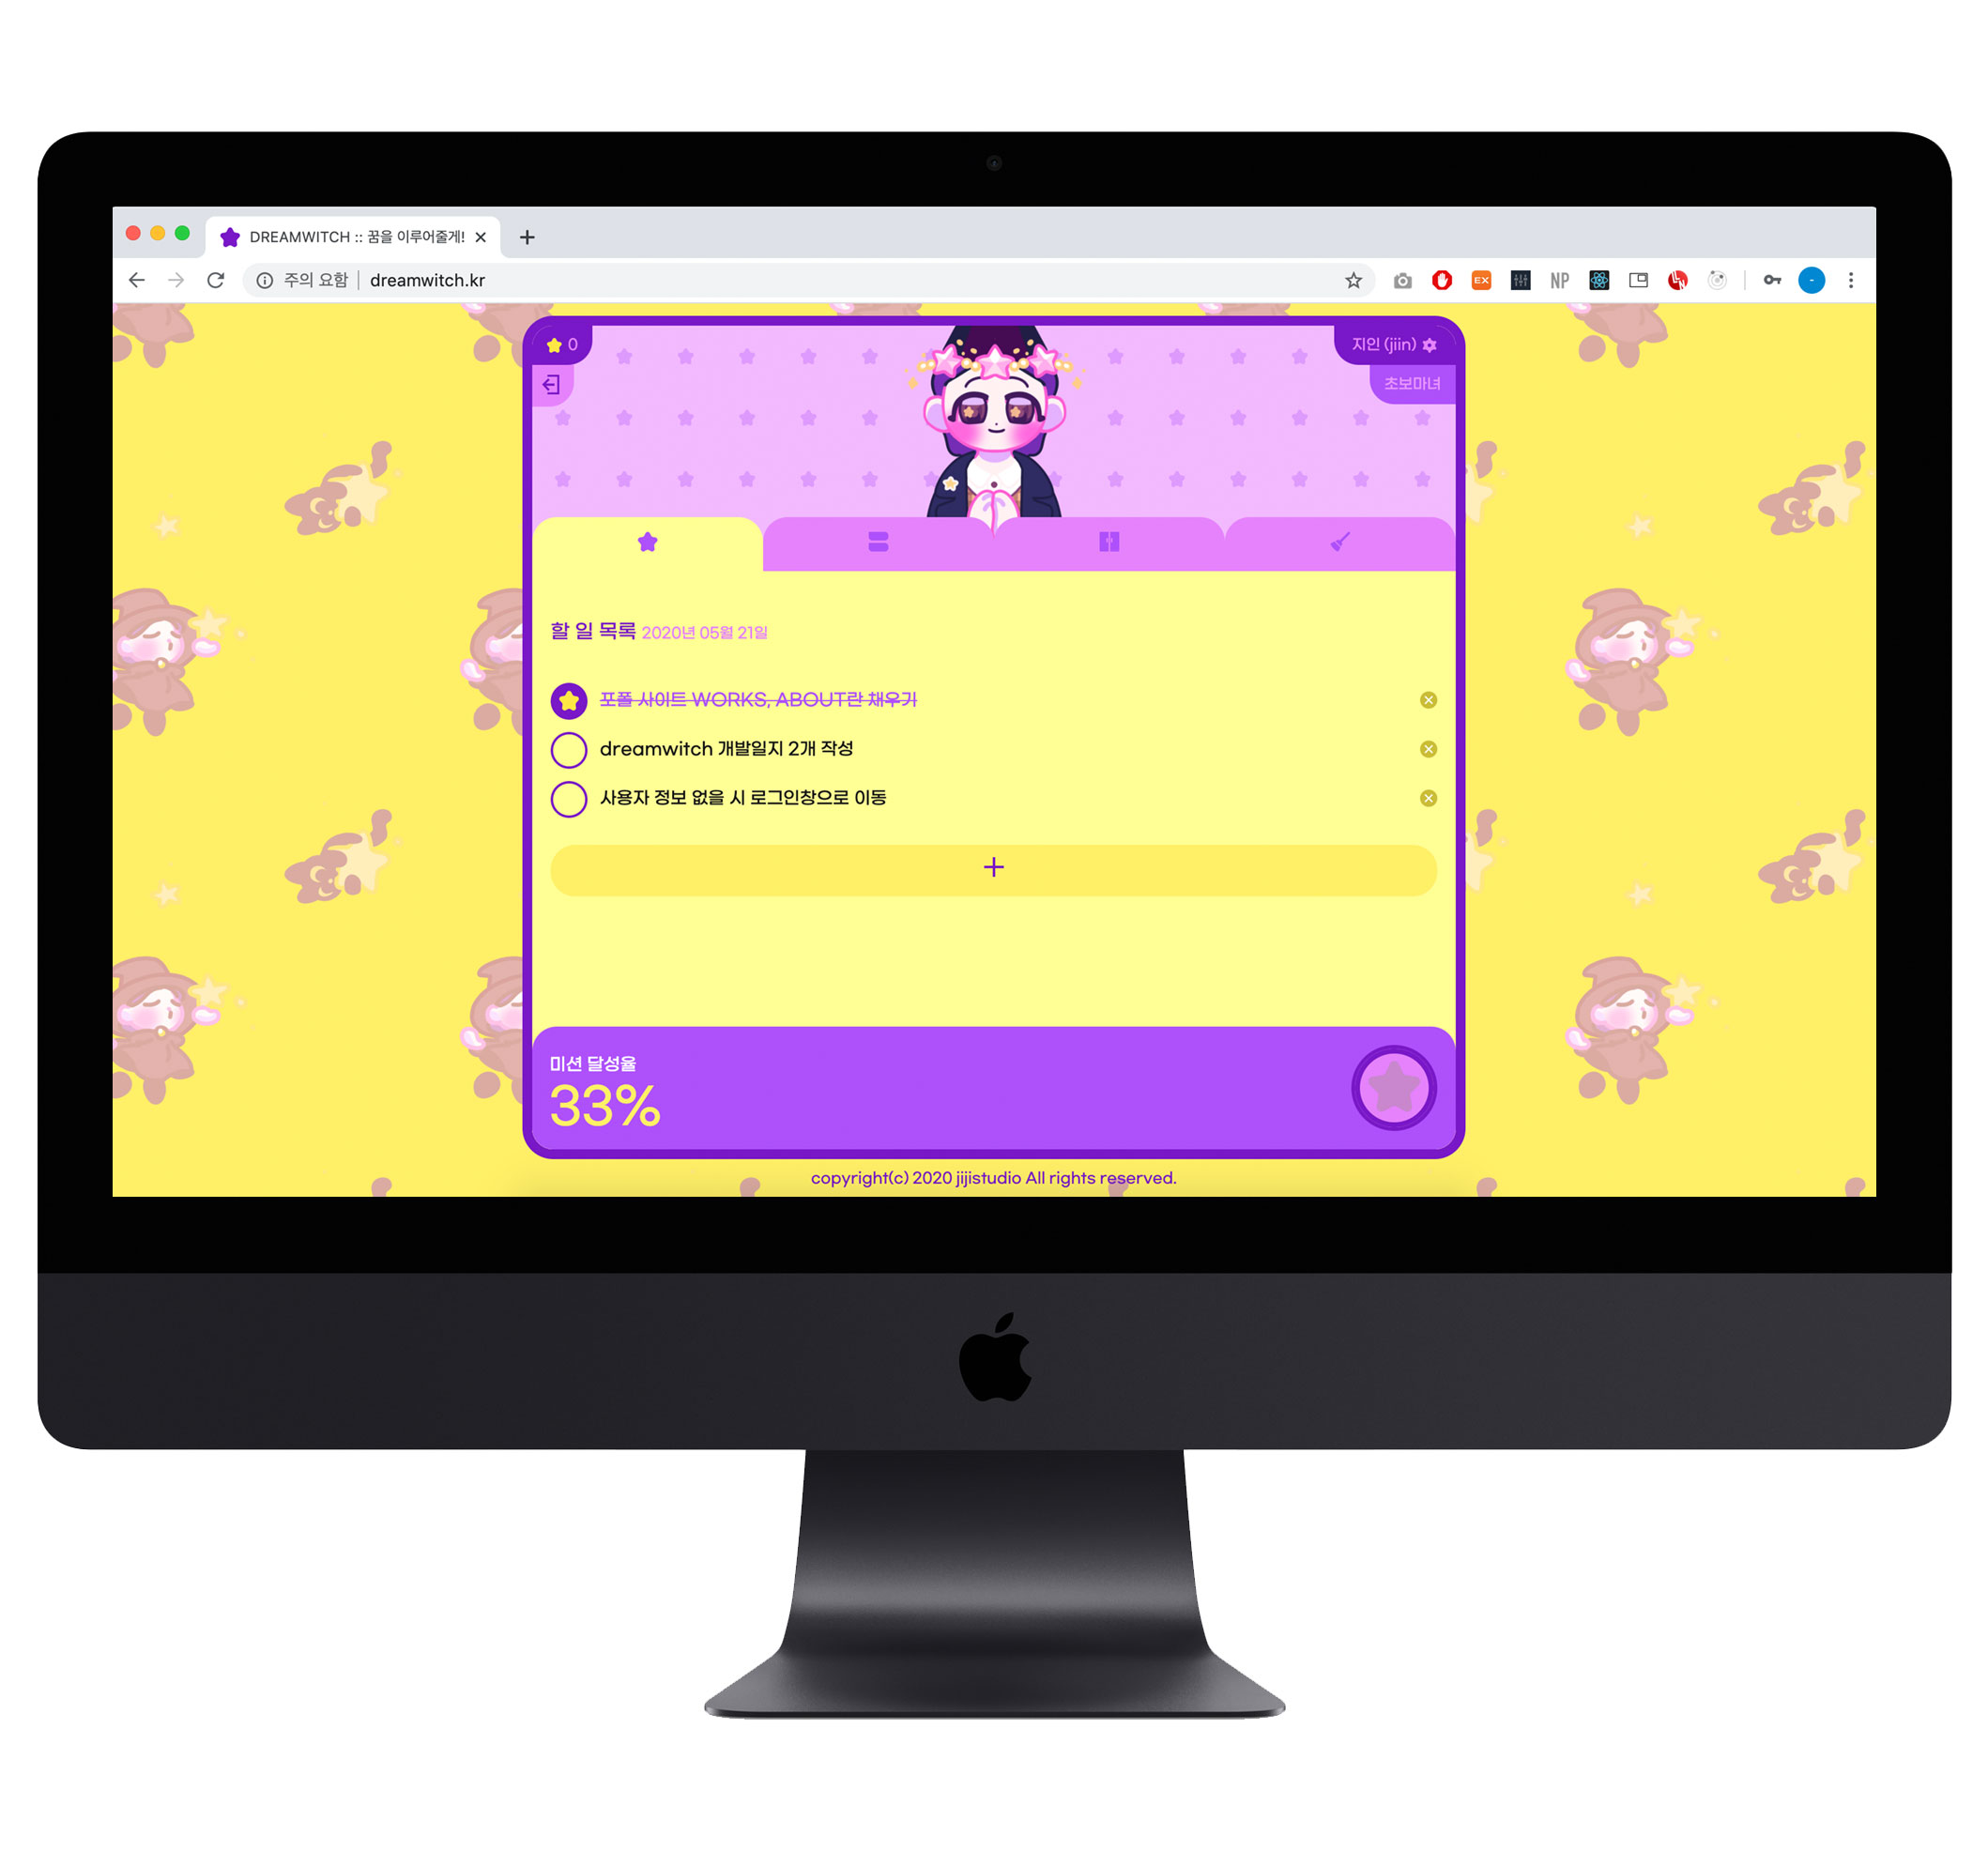 DREAMWITCH :: 꿈을 이루어줄게!
주의 요함 | dreamwitch.kr
EX
NP
0
지인 (jiin)
초보마녀
할 일 목록 2020년 05월 21일
포폴 사이트 WORKS, ABOUT란 채우기
dreamwitch 개발일지 2개 작성
사용자 정보 없을 시 로그인창으로 이동
미션 달성율
33%
copyright(c) 2020 jijistudio All rights reserved.